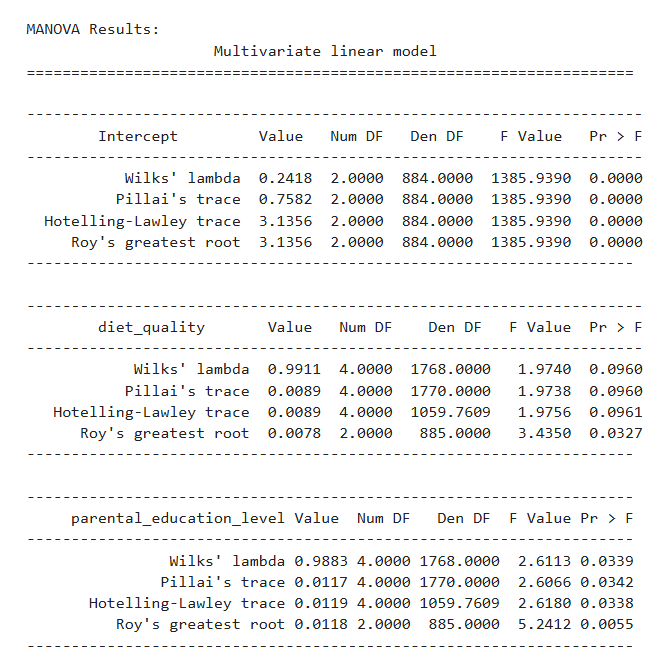 MANOVA Results:
Multivariate linear model
====================================================================
---------------------------------------------------------------------
Intercept Value Num DF Den DF F Value Pr > F
---------------------------------------------------------------------
Wilks' lambda 0.2418 2.0000 884.0000 1385.9390 0.0000
Pillai's trace 0.7582 2.0000 884.0000 1385.9390 0.0000
Hotelling-Lawley trace 3.1356 2.0000 884.0000 1385.9390 0.0000
Roy's greatest root 3.1356 2.0000 884.0000 1385.9390 0.0000
--------------------------------------------------------------------
---------------------------------------------------------------------
diet_quality Value Num DF Den DF F Value Pr > F
---------------------------------------------------------------------
Wilks' lambda 0.9911 4.0000 1768.0000 1.9740 0.0960
Pillai's trace 0.0089 4.0000 1770.0000 1.9738 0.0960
Hotelling-Lawley trace 0.0089 4.0000 1059.7609 1.9756 0.0961
Roy's greatest root 0.0078 2.0000 885.0000 3.4350 0.0327
--------------------------------------------------------------------
--------------------------------------------------------------------
parental_education_level Value Num DF Den DF F Value Pr > F
--------------------------------------------------------------------
Wilks' lambda 0.9883 4.0000 1768.0000 2.6113 0.0339
Pillai's trace 0.0117 4.0000 1770.0000 2.6066 0.0342
Hotelling-Lawley trace 0.0119 4.0000 1059.7609 2.6180 0.0338
Roy's greatest root 0.0118 2.0000 885.0000 5.2412 0.0055
--------------------------------------------------------------------